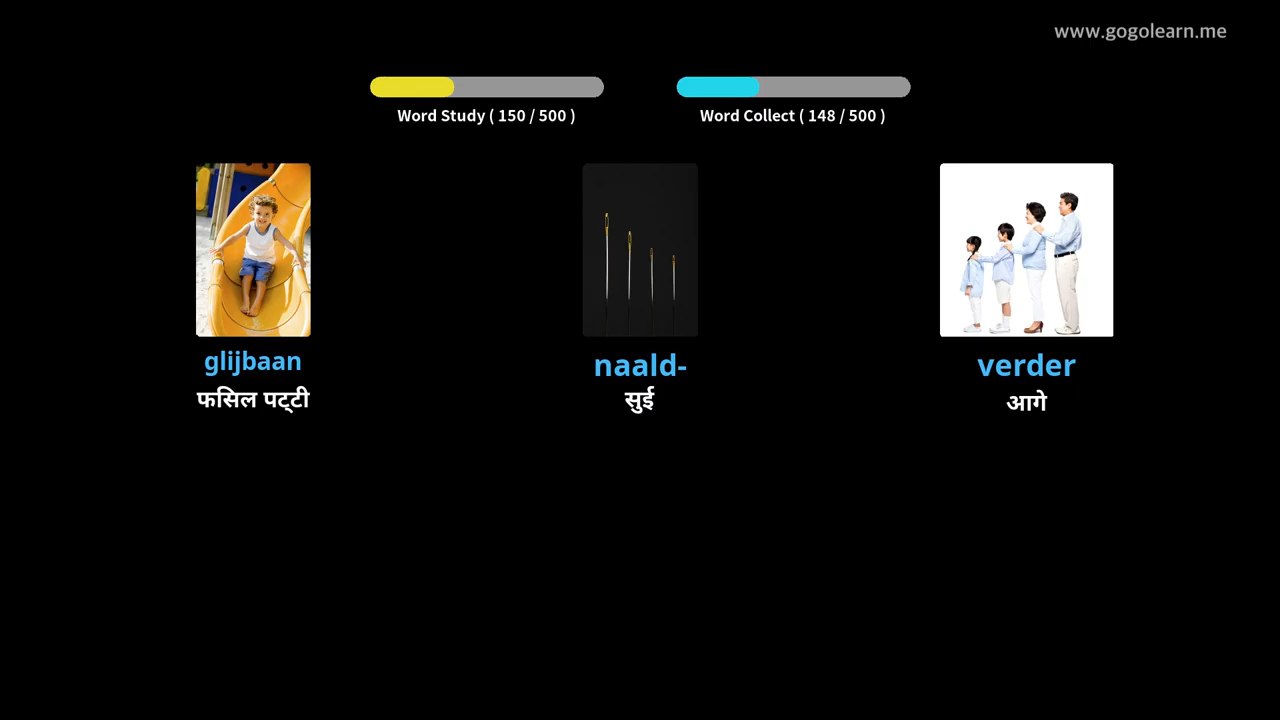 www.gogolearn.me
Word Study ( 150 / 500 )
Word Collect ( 148 / 500 )
glijbaan
naald-
verder
फसिल पट्टी
सुई
आगे